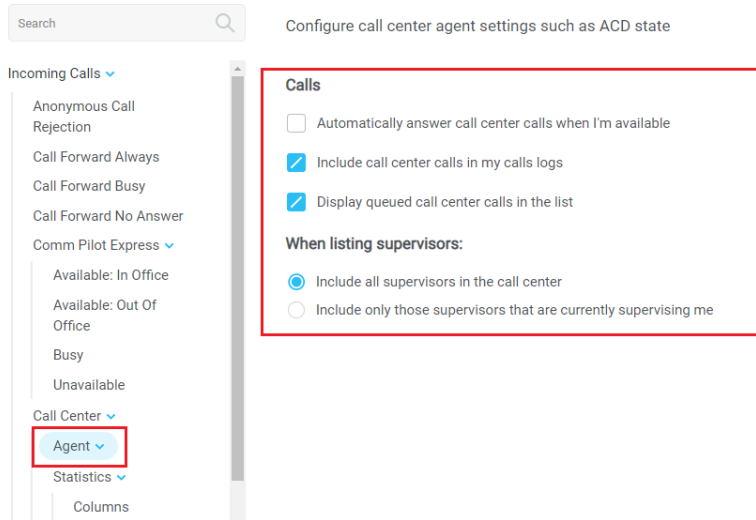 Search
Configure call center agent settings such as ACD state
Incoming Calls
Anonymous Call
Rejection
Call Forward Always
Call Forward Busy
Call Forward No Answer
Comm Pilot Express
Available: In Office
Available: Out Of
Office
Busy
Unavailable
Call Center
Agent
Statistics
Columns
Calls
Automatically answer call center calls when I'm available
Include call center calls in my calls logs
Display queued call center calls in the list
When listing supervisors:
Include all supervisors in the call center
Include only those supervisors that are currently supervising me